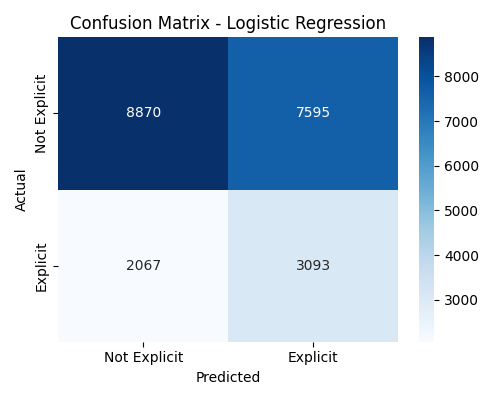 Confusion Matrix - Logistic Regression
Actual
Not Explicit
8870
7595
Explicit
2067
3093
Not Explicit
Explicit
Predicted
8000
7000
6000
5000
4000
3000